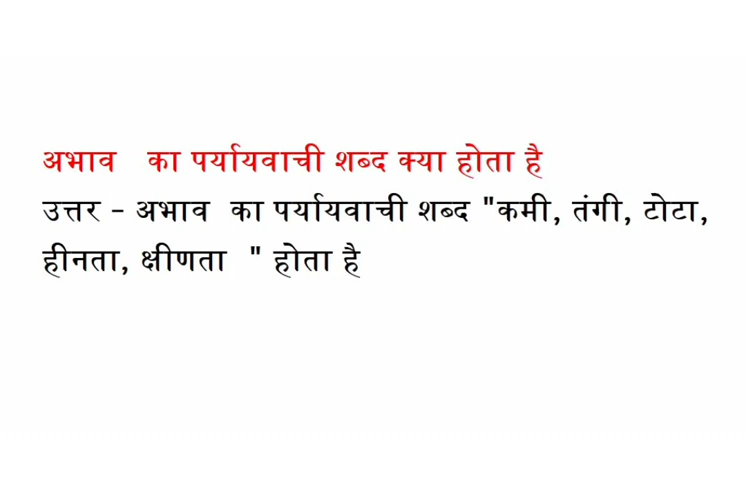 अभाव का पर्यायवाची शब्द क्या होता है
उत्तर - अभाव का पर्यायवाची शब्द "कमी, तंगी, टोटा,
हीनता, क्षीणता " होता है